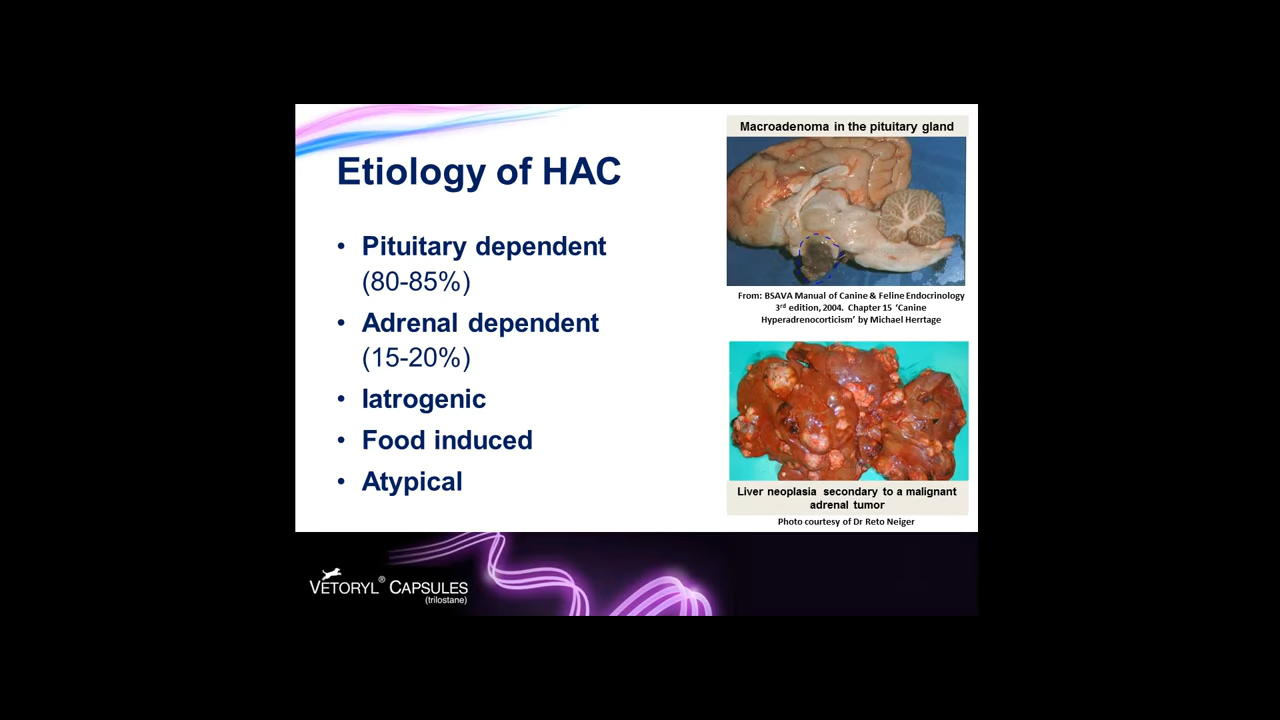 Etiology of HAC
• Pituitary dependent
(80-85%)
• Adrenal dependent
(15-20%)
• Iatrogenic
• Food induced
• Atypical
Macroadenoma in the pituitary gland
From: BSAVA Manual of Canine & Feline Endocrinology
3rd edition, 2004. Chapter 15 ‘Canine
Hyperadrenocorticism’ by Michael Herrtage
Liver neoplasia secondary to a malignant
adrenal tumor
Photo courtesy of Dr Reto Neiger
VETORYL® CAPSULES
(trilostane)